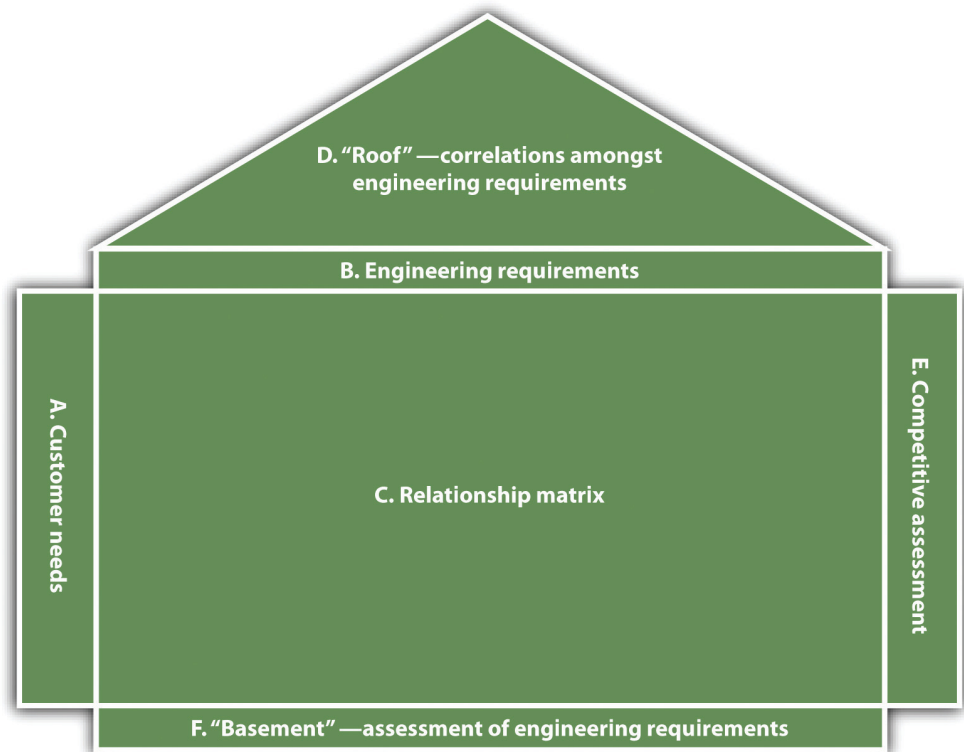 D. “Roof” —correlations amongst
engineering requirements
B. Engineering requirements
A. Customer needs
C. Relationship matrix
E. Competitive assessment
F. “Basement” —assessment of engineering requirements